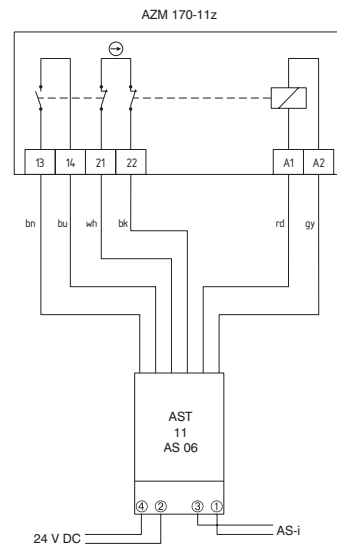 AZM 170-11z
13 14 21 22 A1 A2
bn bu wh bk rd gy
AST
11
AS 06
4 2 3 1
24 V DC AS-i